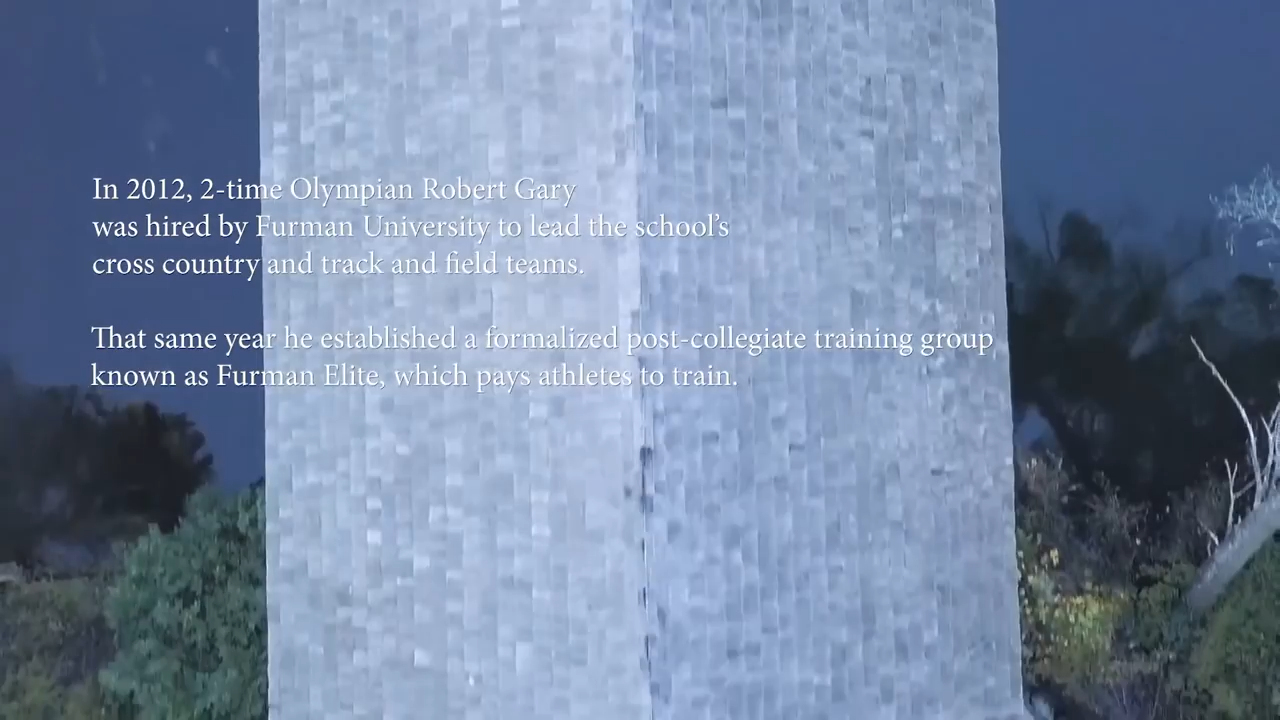 In 2012, 2-time Olympian Robert Gary
was hired by Furman University to lead the school’s
cross country and track and field teams.
That same year he established a formalized post-collegiate training group
known as Furman Elite, which pays athletes to train.